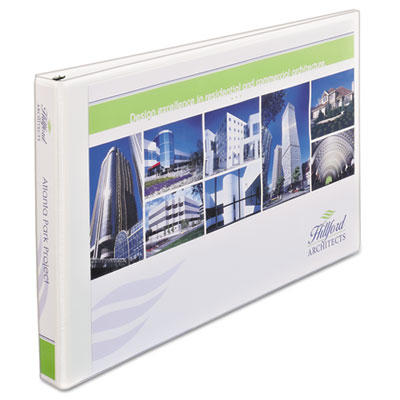 Design excellence in residential and commercial architecture
Hillford
ARCHITECTS
Atlanta Park Project
Hillford
ARCHITECTS